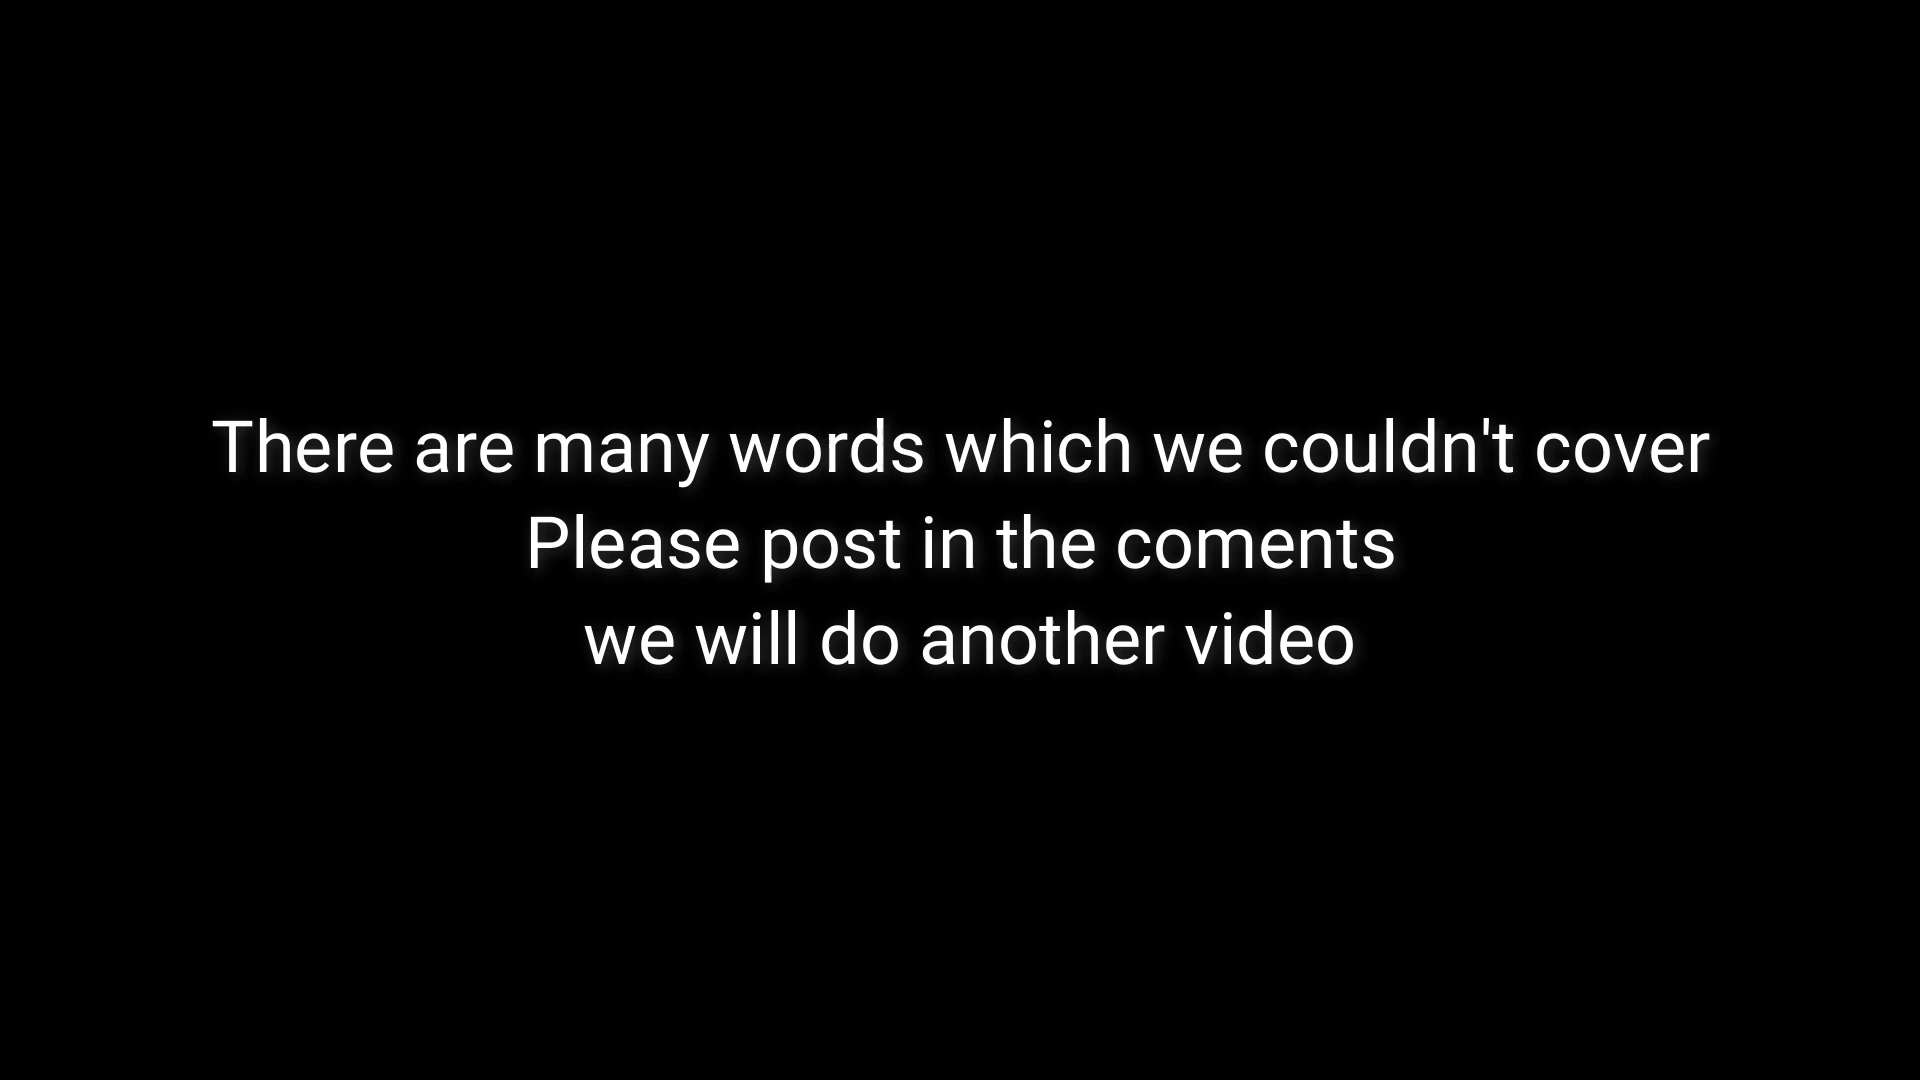 There are many words which we couldn't cover
Please post in the coments
we will do another video